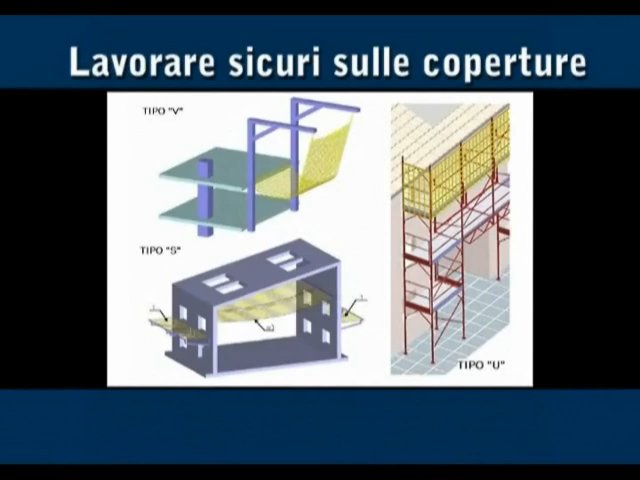 Lavorare sicuri sulle coperture
TIPO "V"
TIPO "S"
TIPO "U"